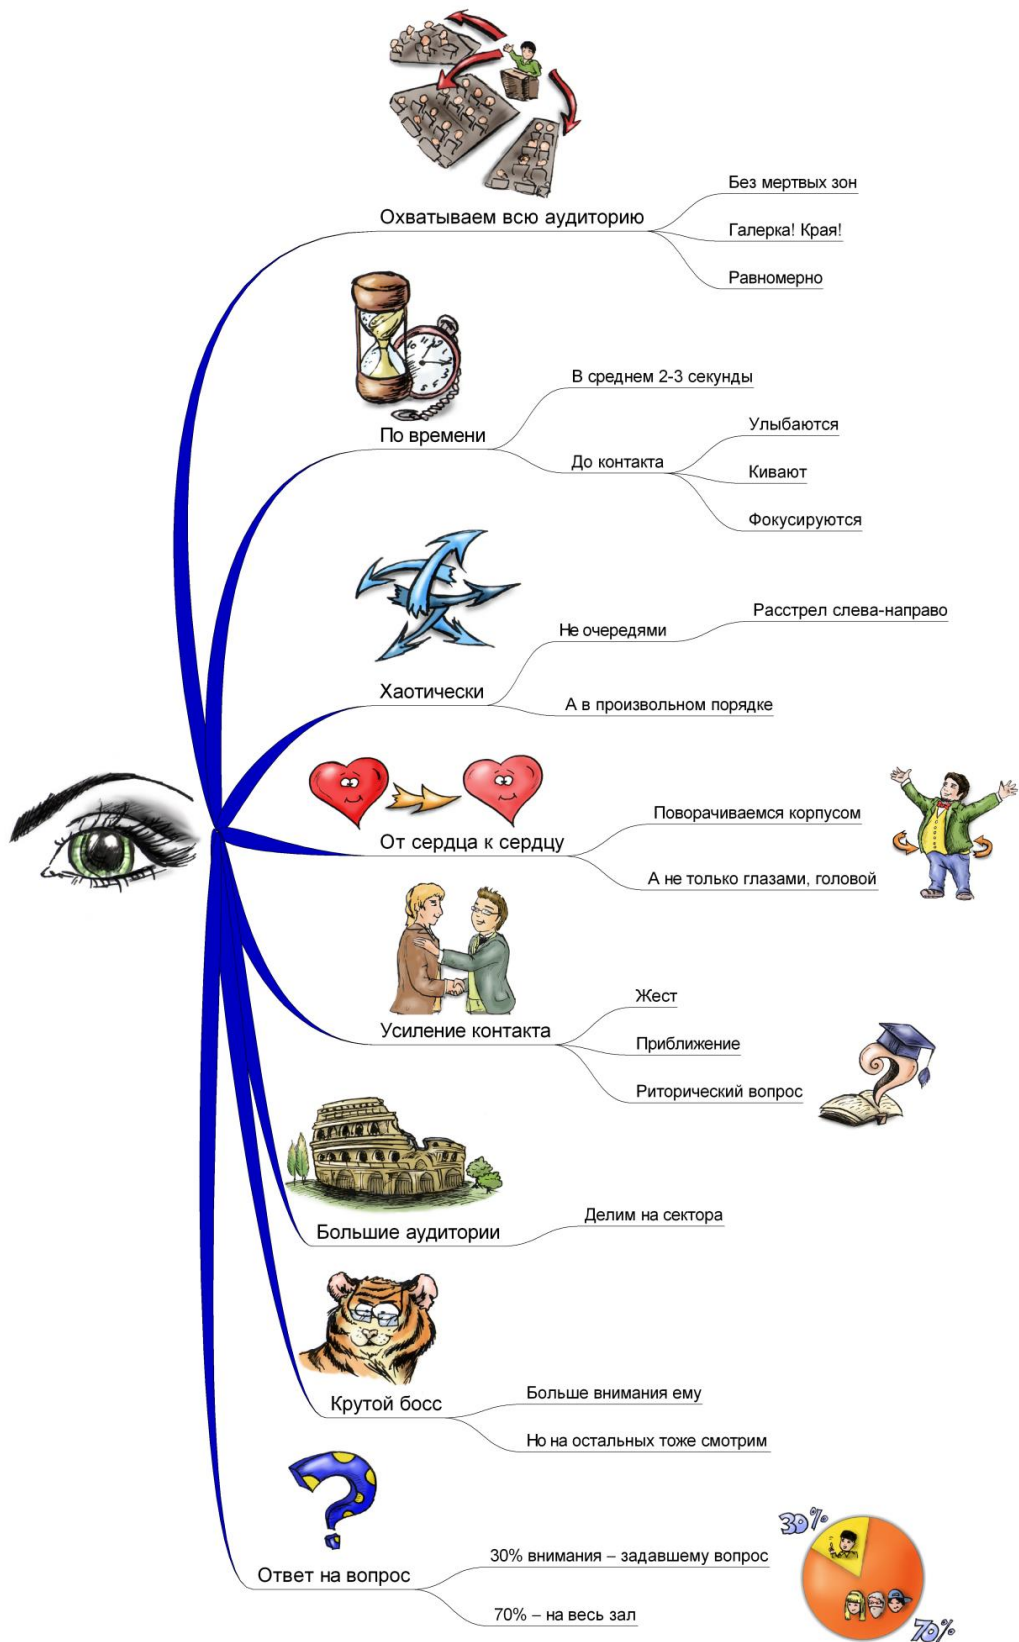 Охватываем всю аудиторию
Без мертвых зон
Галерка! Края!
Равномерно
По времени
В среднем 2-3 секунды
До контакта
Улыбаются
Кивают
Фокусируются
Хаотически
Не очередями
Расстрел слева-направо
А в произвольном порядке
От сердца к сердцу
Поворачиваемся корпусом
А не только глазами, головой
Усиление контакта
Жест
Приближение
Риторический вопрос
Большие аудитории
Делим на сектора
Крутой босс
Больше внимания ему
Но на остальных тоже смотрим
Ответ на вопрос
30% внимания – задавшему вопрос
70% – на весь зал
30%
70%